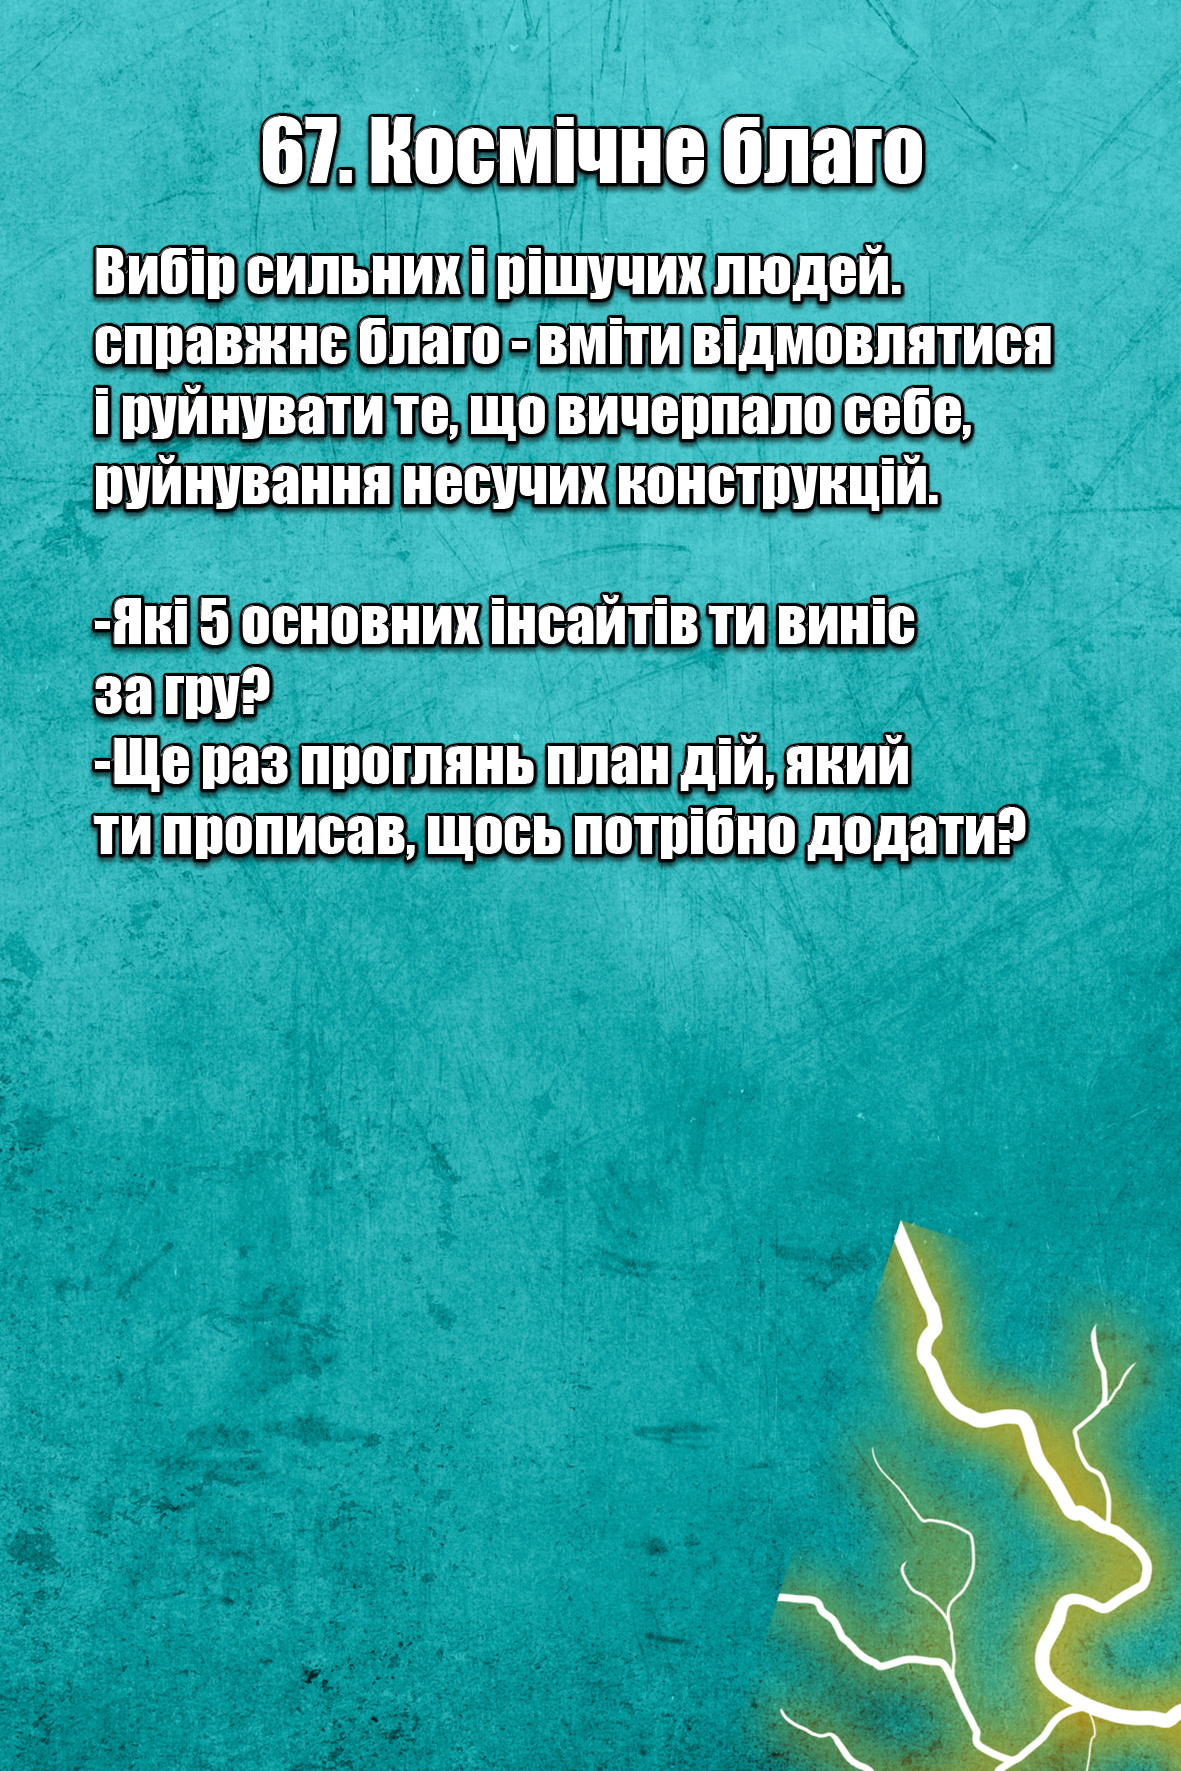 67. Космічне благо
Вибір сильних і рішучих людей.
справжнє благо - вміти відмовлятися
і руйнувати те, що вичерпало себе,
руйнування несучих конструкцій.
-Які 5 основних інсайтів ти виніс
за гру?
-Ще раз проглянь план дій, який
ти прописав, щось потрібно додати?